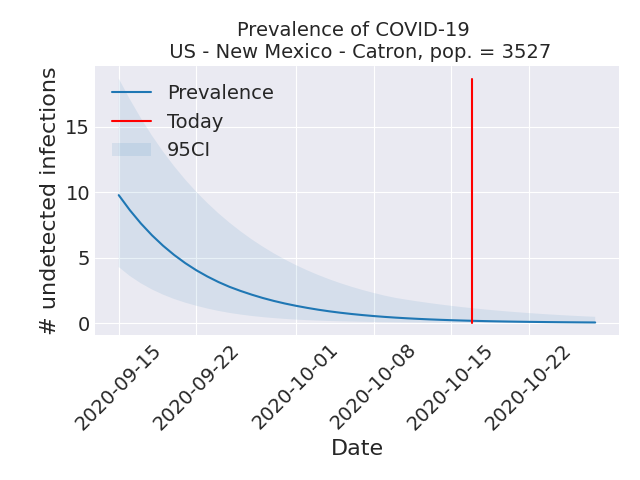 Prevalence of COVID-19
US - New Mexico - Catron, pop. = 3527
# undetected infections
15
10
5
0
Prevalence
Today
95CI
2020-09-15
2020-09-22
2020-10-01
2020-10-08
2020-10-15
2020-10-22
Date